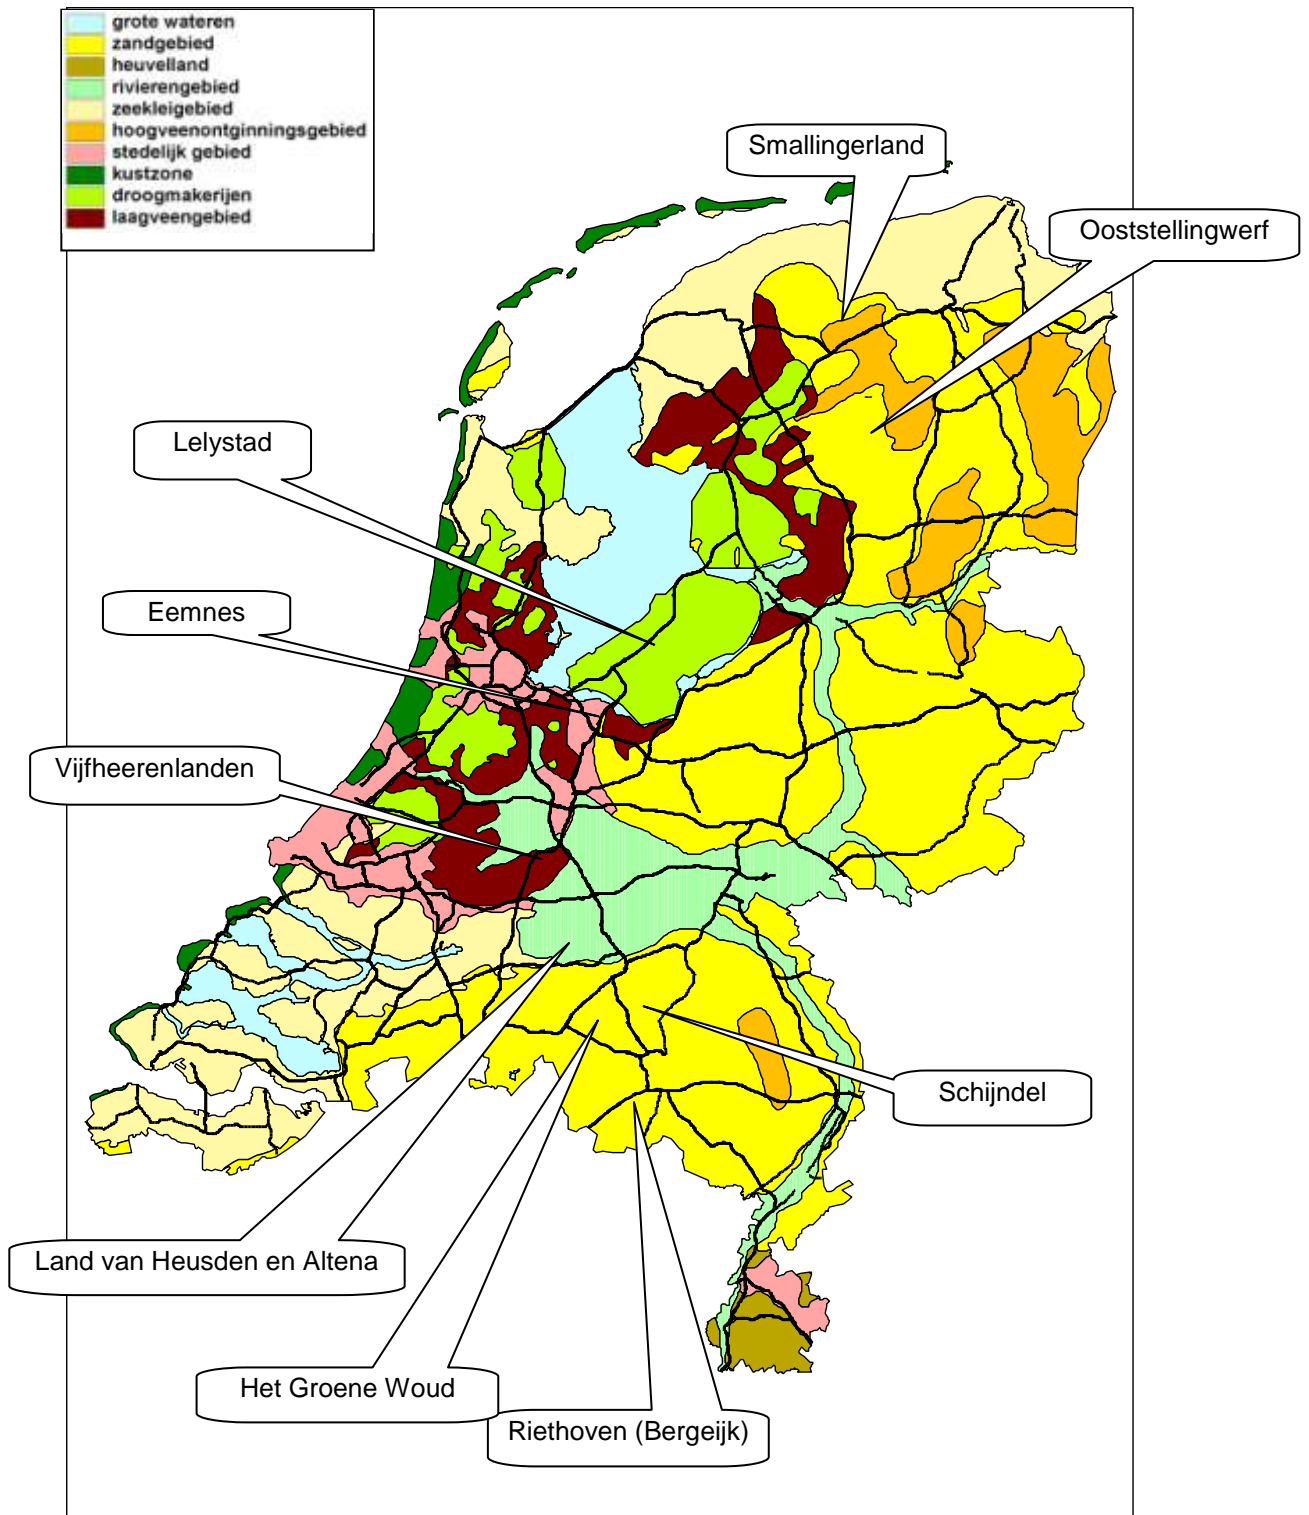 grote wateren
zandgebied
heuvelland
rivierengebied
zeekleigebied
hoogveenontginningsgebied
stedelijk gebied
kustzone
droogmakerijen
laagveengebied
Smallingerland
Ooststellingwerf
Lelystad
Eemnes
Vijfheerenlanden
Schijndel
Land van Heusden en Altena
Het Groene Woud
Riethoven (Bergeijk)